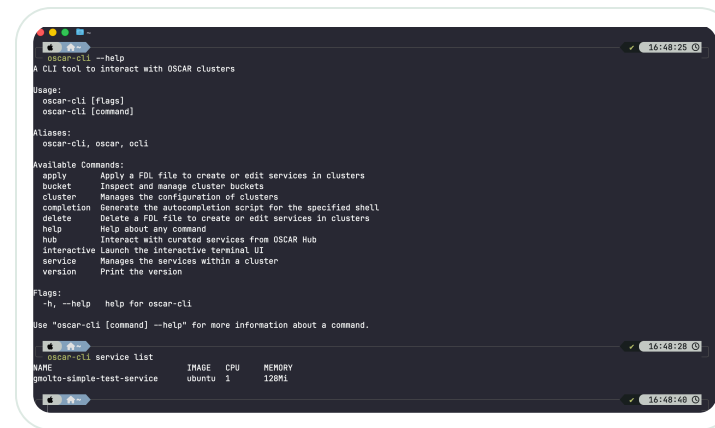 ~
~
16:48:25
oscar-cli --help
A CLI tool to interact with OSCAR clusters
Usage:
oscar-cli [flags]
oscar-cli [command]
Aliases:
oscar-cli, oscar, ocli
Available Commands:
apply       Apply a FDL file to create or edit services in clusters
bucket      Inspect and manage cluster buckets
cluster     Manages the configuration of clusters
completion  Generate the autocompletion script for the specified shell
delete      Delete a FDL file to create or edit services in clusters
help        Help about any command
hub         Interact with curated services from OSCAR Hub
interactive Launch the interactive terminal UI
service     Manages the services within a cluster
version     Print the version
Flags:
-h, --help   help for oscar-cli
Use "oscar-cli [command] --help" for more information about a command.
~
16:48:28
oscar-cli service list
NAME                        IMAGE   CPU     MEMORY
gmolto-simple-test-service  ubuntu  1       128Mi
~
16:48:40